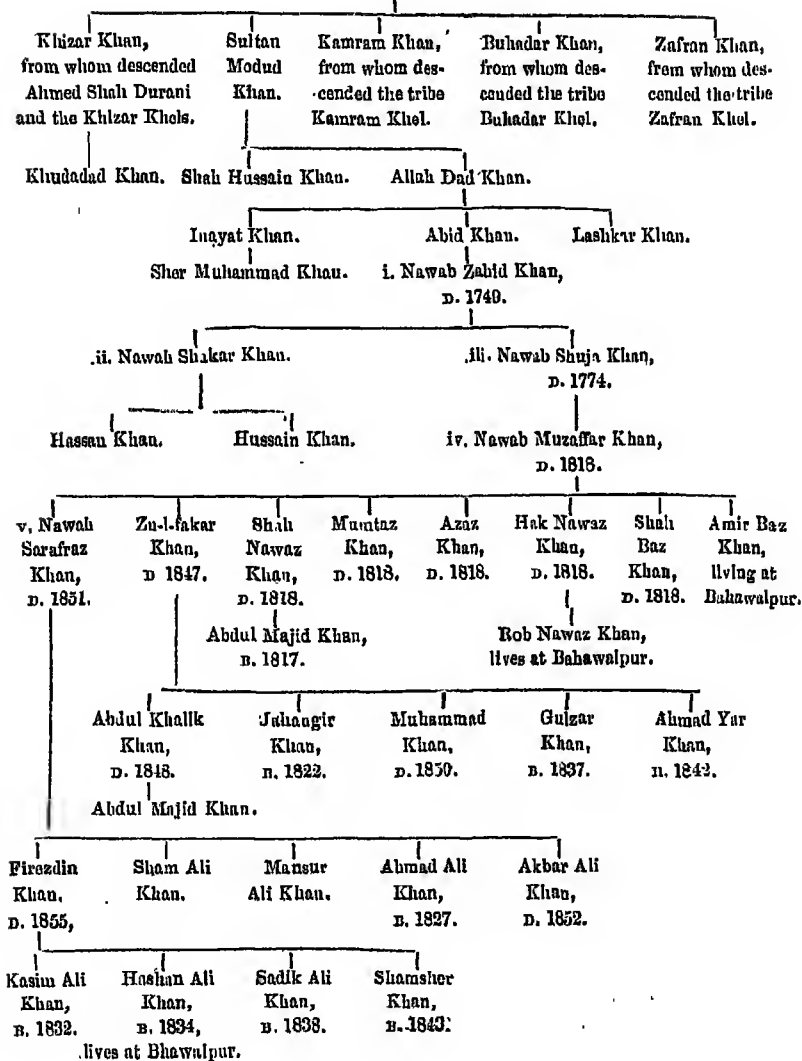 Khizar Khan, Sultan Kamram Khan, Buhadar Khan, Zafran Khan,
from whom descended Modud from whom des- from whom des- from whom des-
Ahmed Shah Durani Khan. cended the tribe cended the tribe cended the tribe
and the Khizar Khels. Kamram Khel. Buhadar Khel. Zafran Khel.
Khudadad Khan. Shah Hussain Khan. Allah Dad Khan.
Inayat Khan. Abid Khan. Lashkar Khan.
Sher Muhammad Khan. i. Nawab Zahid Khan,
D. 1749.
ii. Nawab Shakar Khan. iii. Nawab Shuja Khan,
D. 1774.
Hassan Khan. Hussain Khan. iv. Nawab Muzaffar Khan,
D. 1818.
v. Nawab Zu-l-fakar Shah Mumtaz Azaz Hak Nawaz Shah Amir Baz
Sarafraz Khan, Nawaz Khan, Khan, Khan, Baz Khan,
Khan, D 1847. Khan, D. 1818. D. 1818. D. 1818. Khan, living at
D. 1851. D. 1818. D. 1818. Bahawalpur.
Abdul Majid Khan, Rob Nawaz Khan,
B. 1817. lives at Bahawalpur.
Abdul Khalik Jahangir Muhammad Gulzar Ahmad Yar
Khan, Khan, Khan, Khan, Khan,
D. 1848. B. 1822. D. 1850. B. 1837. B. 1842.
Abdul Majid Khan.
Firozdin Sham Ali Mansur Ahmad Ali Akbar Ali
Khan. Khan. Ali Khan. Khan, Khan,
D. 1855, B. 1827. D. 1852.
Kasim Ali Hashan Ali Sadik Ali Shamsher
Khan, Khan, Khan, Khan,
B. 1832. B. 1834, B. 1838. B. 1843.
lives at Bhawalpur.